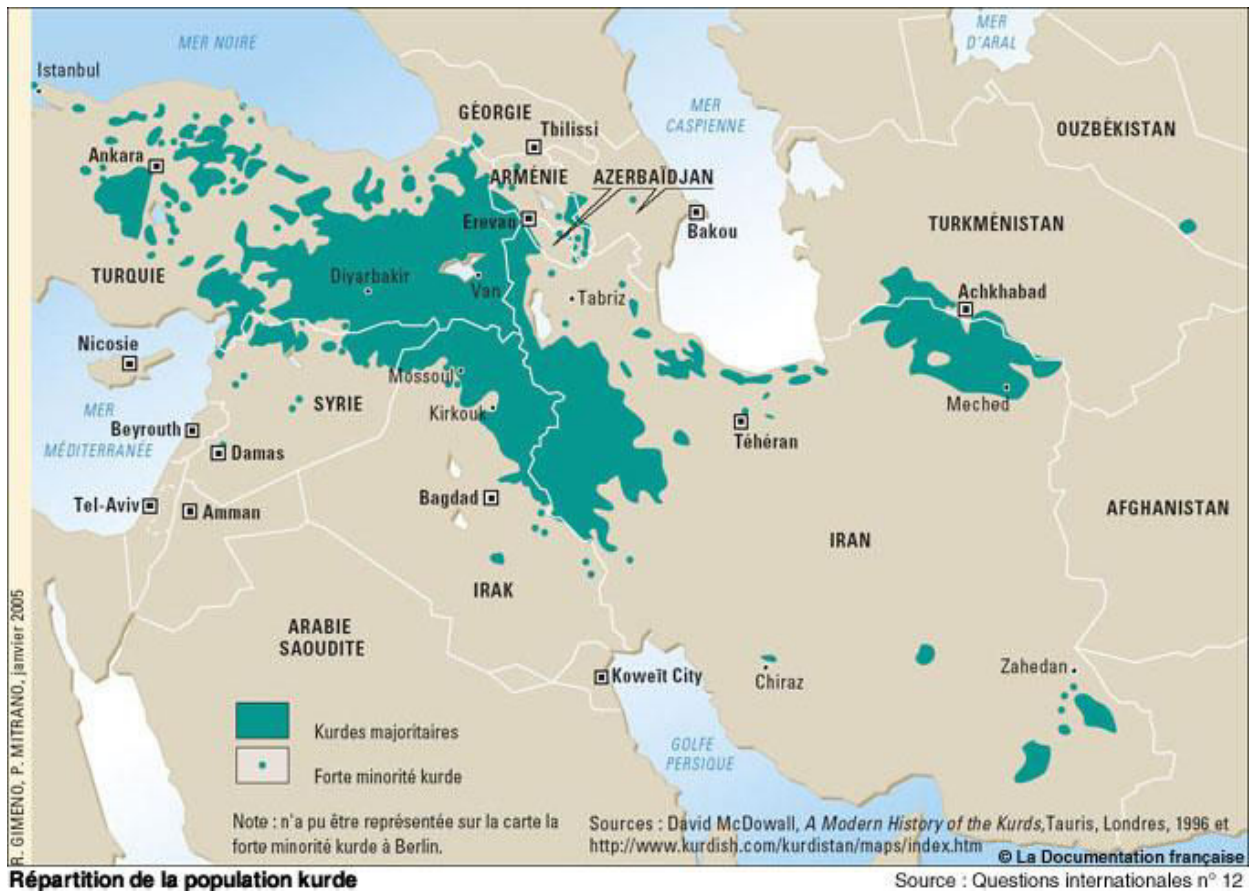 MER NOIRE
MER
D'ARAL
Istanbul
GÉORGIE
MER
CASPIENNE
Tbilissi
OUZBÉKISTAN
Ankara
ARMÉNIE
AZERBAÏDJAN
Erevan
Bakou
TURKMÉNISTAN
TURQUIE
Diyarbakir
Van
Tabriz
Achkhabad
Nicosie
Mossoul
Meched
SYRIE
Kirkouk
MER
MÉDITERRANÉE
Beyrouth
Téhéran
Damas
Bagdad
Tel-Aviv
Amman
AFGHANISTAN
IRAN
IRAK
ARABIE
SAOUDITE
Zahedan
Koweït City
Chiraz
GOLFE
PERSIQUE
Kurdes majoritaires
Forte minorité kurde
Note : n'a pu être représentée sur la carte la
forte minorité kurde à Berlin.
Sources : David McDowall, A Modern History of the Kurds,Tauris, Londres, 1996 et
http://www.kurdish.com/kurdistan/maps/index.htm
© La Documentation française
R. GIMENO, P. MITRANO, janvier 2005
Répartition de la population kurde
Source : Questions internationales n° 12